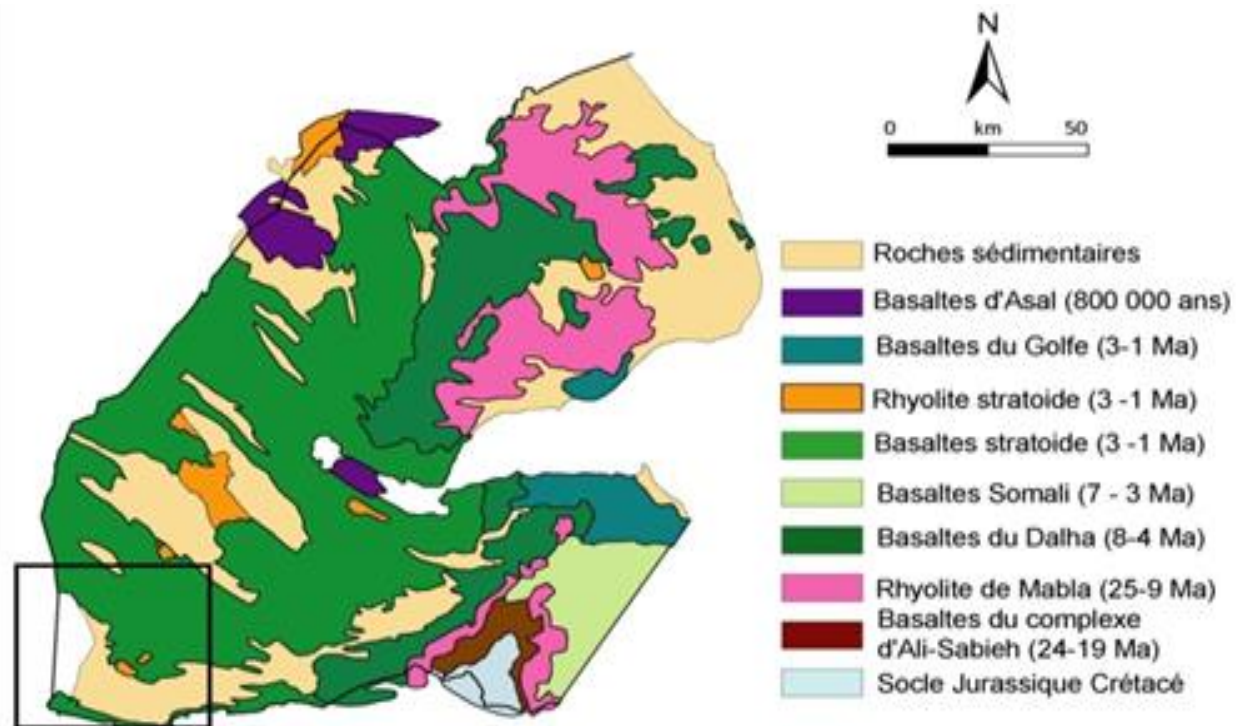 N
0 km 50
Roches sédimentaires
Basaltes d'Asal (800 000 ans)
Basaltes du Golfe (3-1 Ma)
Rhyolite stratoide (3 -1 Ma)
Basaltes stratoide (3 -1 Ma)
Basaltes Somali (7 - 3 Ma)
Basaltes du Dalha (8-4 Ma)
Rhyolite de Mabla (25-9 Ma)
Basaltes du complexe
d'Ali-Sabieh (24-19 Ma)
Socle Jurassique Crétacé